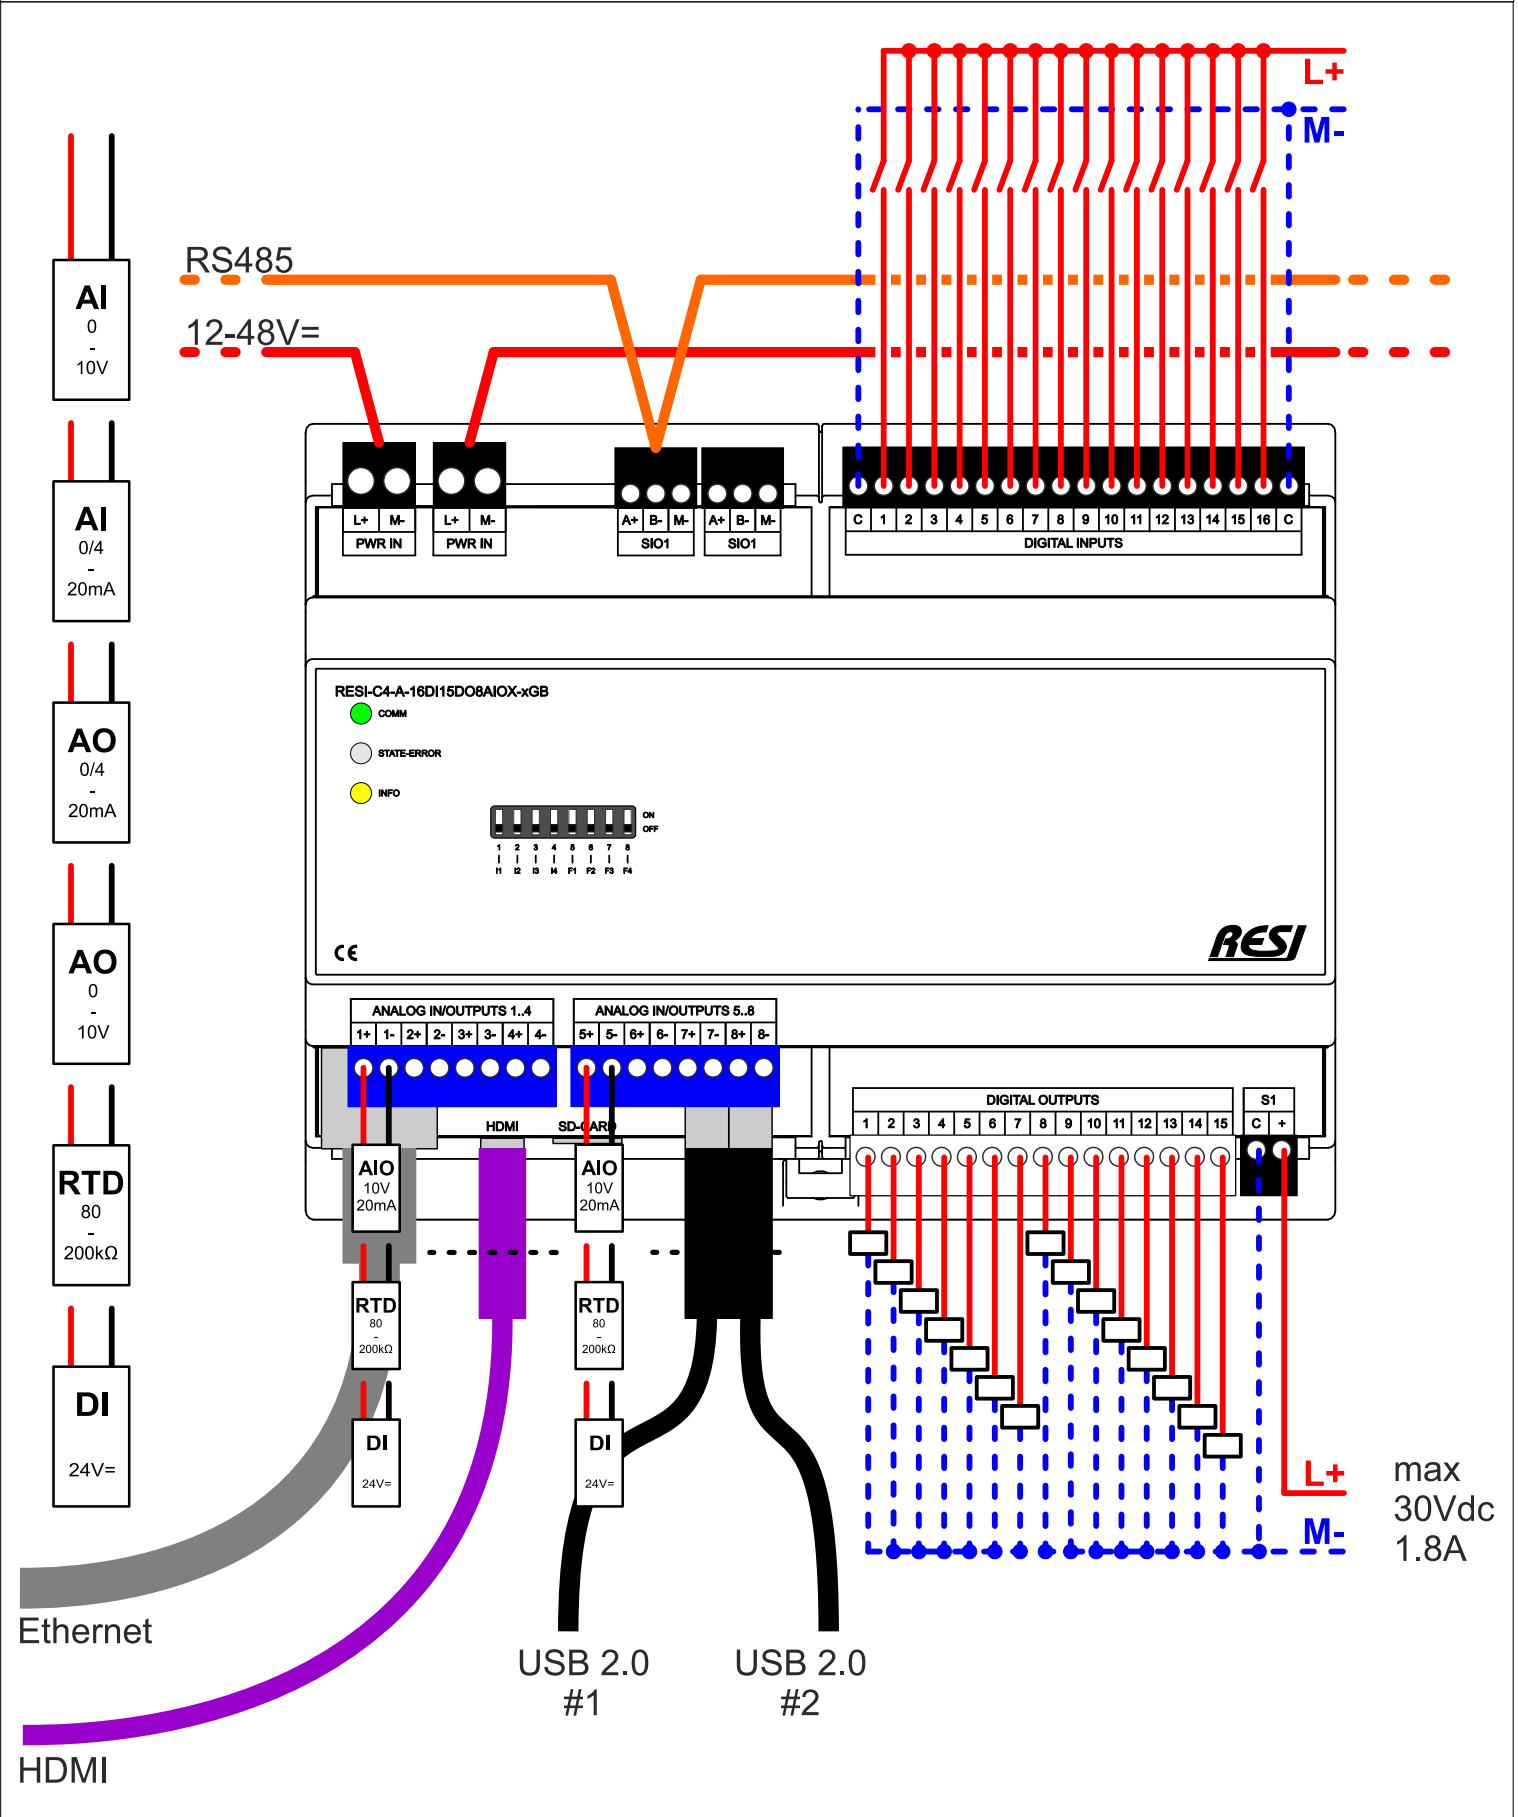 L+
M-
RS485
12-48V=
AI
0
-
10V
AI
0/4
-
20mA
AO
0/4
-
20mA
AO
0
-
10V
RTD
80
-
200kΩ
DI
24V=
L+ M- L+ M- A+ B- M- A+ B- M-
PWR IN PWR IN SIO1 SIO1
C 1 2 3 4 5 6 7 8 9 10 11 12 13 14 15 16 C
DIGITAL INPUTS
RESI-C4-A-16DI15DO8AIOX-xGB
COMM
STATE-ERROR
INFO
ON
OFF
1 2 3 4 5 6 7 8
I1 I2 I3 I4 F1 F2 F3 F4
CE
RESI
ANALOG IN/OUTPUTS 1..4
1+ 1- 2+ 2- 3+ 3- 4+ 4-
ANALOG IN/OUTPUTS 5..8
5+ 5- 6+ 6- 7+ 7- 8+ 8-
HDMI
SD-CARD
DIGITAL OUTPUTS
1 2 3 4 5 6 7 8 9 10 11 12 13 14 15
S1
C +
AIO
10V
20mA
RTD
80
-
200kΩ
DI
24V=
AIO
10V
20mA
RTD
80
-
200kΩ
DI
24V=
L+
M-
max
30Vdc
1.8A
Ethernet
HDMI
USB 2.0
#1
USB 2.0
#2